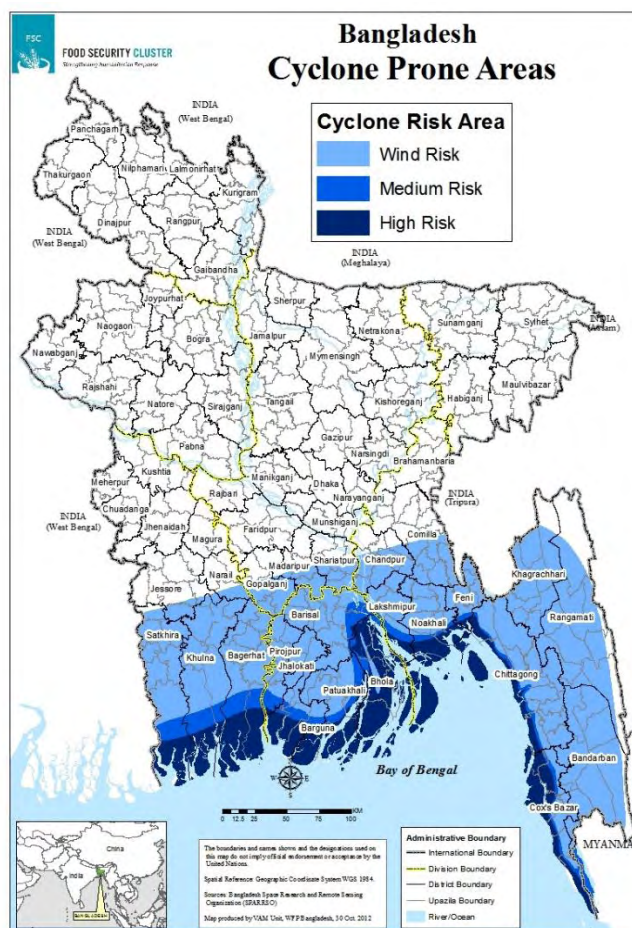 FSC
FOOD SECURITY CLUSTER
Strengthening Humanitarian Response
Bangladesh
Cyclone Prone Areas
Cyclone Risk Area
Wind Risk
Medium Risk
High Risk
INDIA
(West Bengal)
Panchagarh
Thakurgaon
Nilphamari
Lalmonirhat
Kurigram
Dinajpur
Rangpur
INDIA
(West Bengal)
INDIA
(Meghalaya)
Gaibandha
Joypurhat
Sherpur
Netrakona
Sunamganj
Sylhet
INDIA
(Assam)
Naogaon
Bogra
Jamalpur
Mymensingh
Nawabganj
Maulvibazar
Rajshahi
Natore
Sirajganj
Tangail
Kishoreganj
Habiganj
Gazipur
Pabna
Narsingdi
Brahamanbaria
Kushtia
Meherpur
Manikganj
Dhaka
INDIA
(West Bengal)
Chuadanga
Rajbari
Narayanganj
INDIA
(Tripura)
Jhenaidah
Faridpur
Munshiganj
Magura
Comilla
Madaripur
Shariatpur
Chandpur
Narail
Gopalganj
Khagrachhari
Jessore
Lakshmipur
Feni
Barisal
Noakhali
Rangamati
Satkhira
Khulna
Bagerhat
Pirojpur
Jhalokati
Chittagong
Bhola
Patuakhali
Barguna
Bandarban
Bay of Bengal
Cox's Bazar
MYANMA
N
W
E
S
0 12.5 25 50 75 100
KM
China
India
BANGLADESH
The boundaries and names shown and the designations used on
this map do not imply official endorsement or acceptance by the
United Nations.
Spatial Reference: Geographic Coordinate System WGS 1984.
Sources: Bangladesh Space Research and Remote Sensing
Organization (SPARRSO)
Map produced by VAM Unit, WFP Bangladesh, 30 Oct. 2012
Administrative Boundary
International Boundary
Division Boundary
District Boundary
Upazila Boundary
River/Ocean